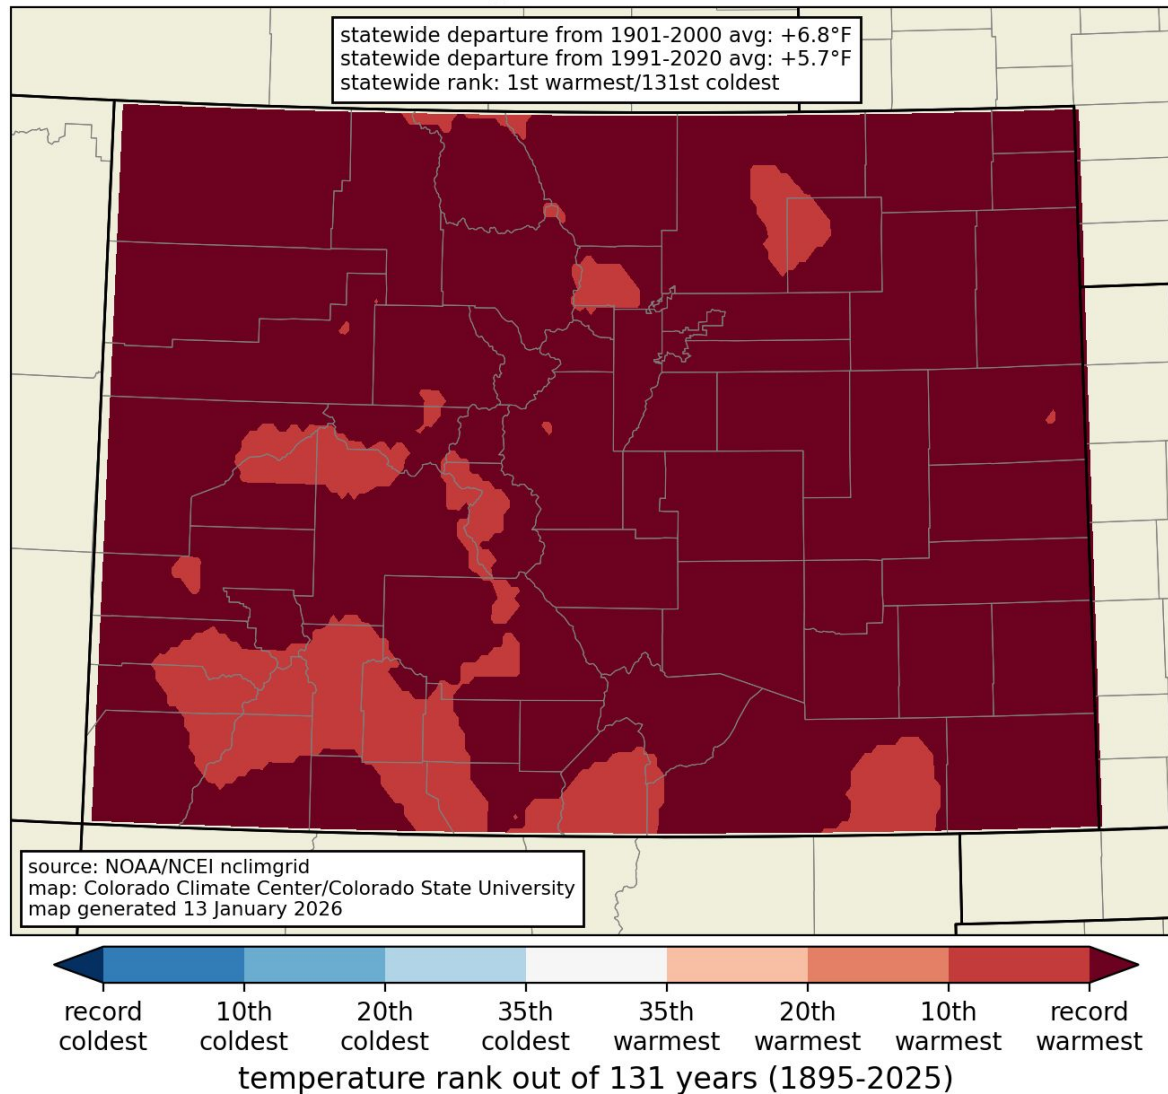 statewide departure from 1901-2000 avg: +6.8°F
statewide departure from 1991-2020 avg: +5.7°F
statewide rank: 1st warmest/131st coldest
source: NOAA/NCEI nclimgrid
map: Colorado Climate Center/Colorado State University
map generated 13 January 2026
record coldest
10th coldest
20th coldest
35th coldest
35th warmest
20th warmest
10th warmest
record warmest
temperature rank out of 131 years (1895-2025)